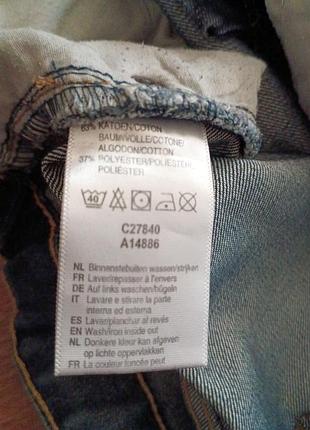 63% KATOEN/COTON
BAUMWOLLE/COTONE/
ALGODON/COTTON
37% POLYESTER/POLIESTER/
POLIÉSTER
40
C27840
A14886
NL Binnenstebuiten wassen/strijken
FR Laver/repasser à l'envers
DE Auf links waschen/bügeln
IT Lavare e stirare la parte
interna ed esterna
ES Lavar/planchar al revés
EN Wash/iron inside out
NL Donkere kleur kan afgeven
op lichte oppervlakken
FR La couleur foncée peut